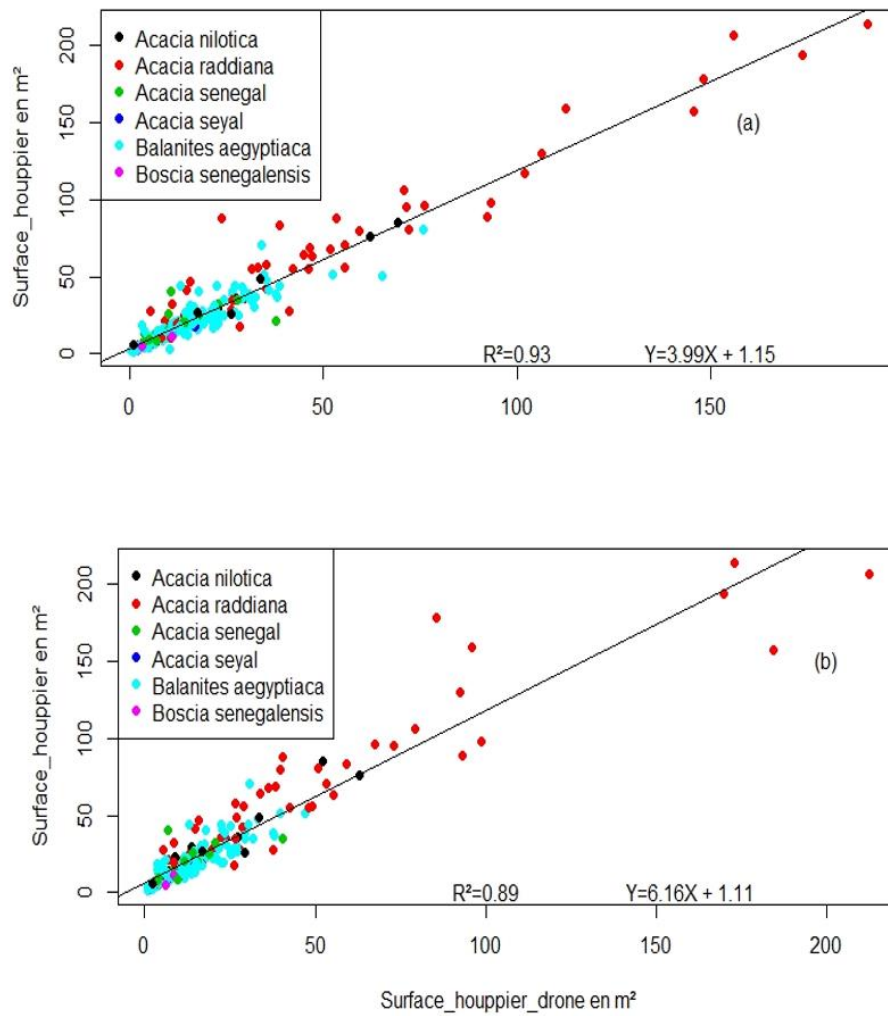 Acacia nilotica
Acacia raddiana
Acacia senegal
Acacia seyal
Balanites aegyptiaca
Boscia senegalensis
(a)
Surface_houppier en m²
200
150
100
50
0
R²=0.93 Y=3.99X + 1.15
0 50 100 150
Acacia nilotica
Acacia raddiana
Acacia senegal
Acacia seyal
Balanites aegyptiaca
Boscia senegalensis
(b)
Surface_houppier en m²
200
150
100
50
0
R²=0.89 Y=6.16X + 1.11
0 50 100 150 200
Surface_houppier_drone en m²